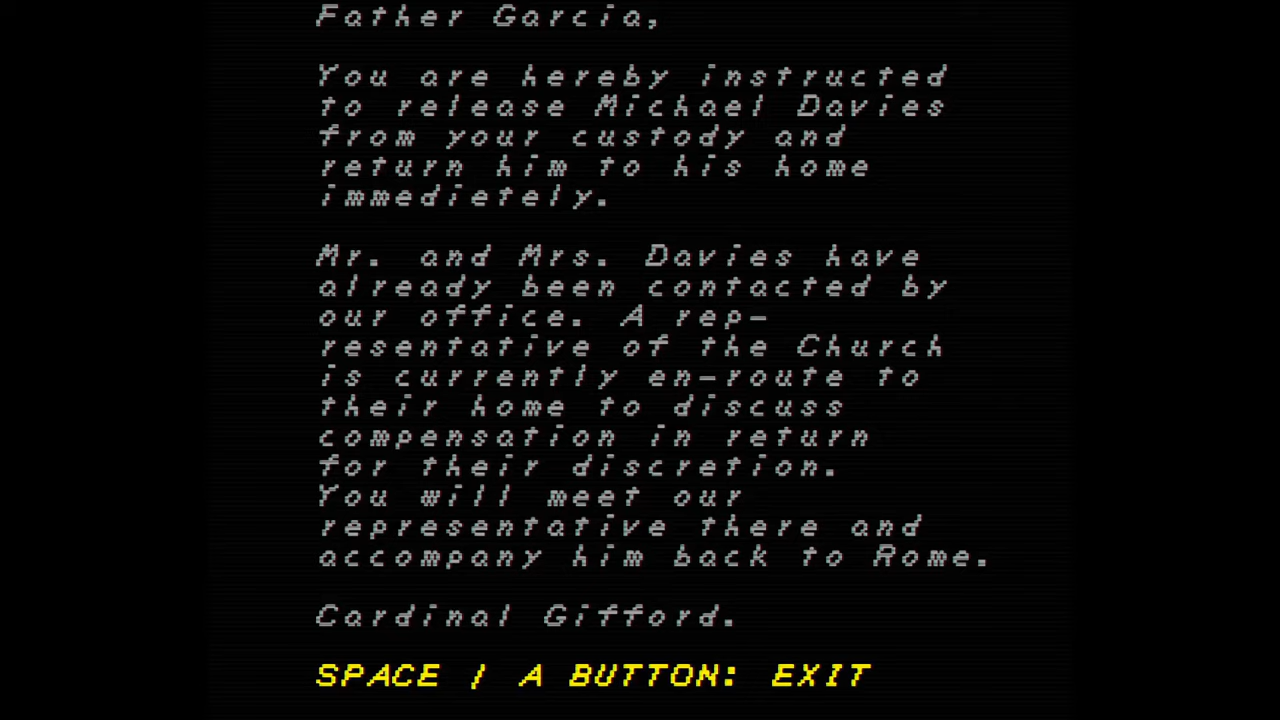 Father Garcia,
You are hereby instructed
to release Michael Davies
from your custody and
return him to his home
immedietely.
Mr. and Mrs. Davies have
already been contacted by
our office. A rep-
resentative of the Church
is currently en-route to
their home to discuss
compensation in return
for their discretion.
You will meet our
representative there and
accompany him back to Rome.
Cardinal Gifford.
SPACE / A BUTTON: EXIT